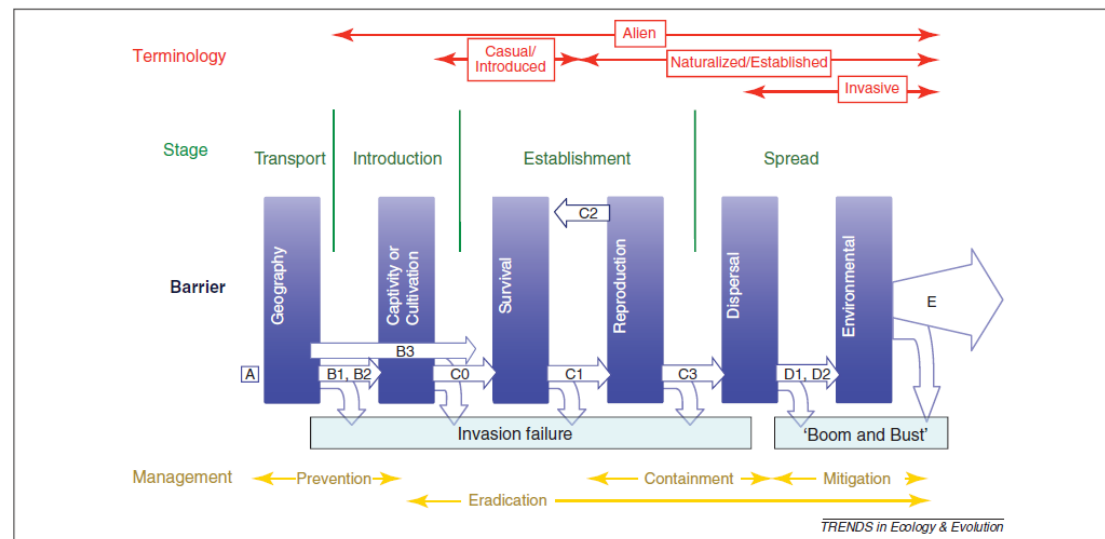 Alien
Terminology
Casual/
Introduced
Naturalized/Established
Invasive
Stage
Transport
Introduction
Establishment
Spread
Barrier
Geography
Captivity or
Cultivation
Survival
Reproduction
Dispersal
Environmental
C2
E
B3
A
B1, B2
C0
C1
C3
D1, D2
Invasion failure
‘Boom and Bust’
Management
Prevention
Containment
Mitigation
Eradication
TRENDS in Ecology & Evolution